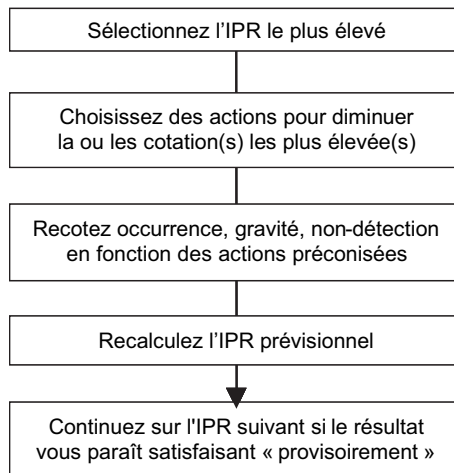 Sélectionnez l’IPR le plus élevé
Choisissez des actions pour diminuer
la ou les cotation(s) les plus élevée(s)
Recotez occurrence, gravité, non-détection
en fonction des actions préconisées
Recalculez l’IPR prévisionnel
Continuez sur l'IPR suivant si le résultat
vous paraît satisfaisant « provisoirement »